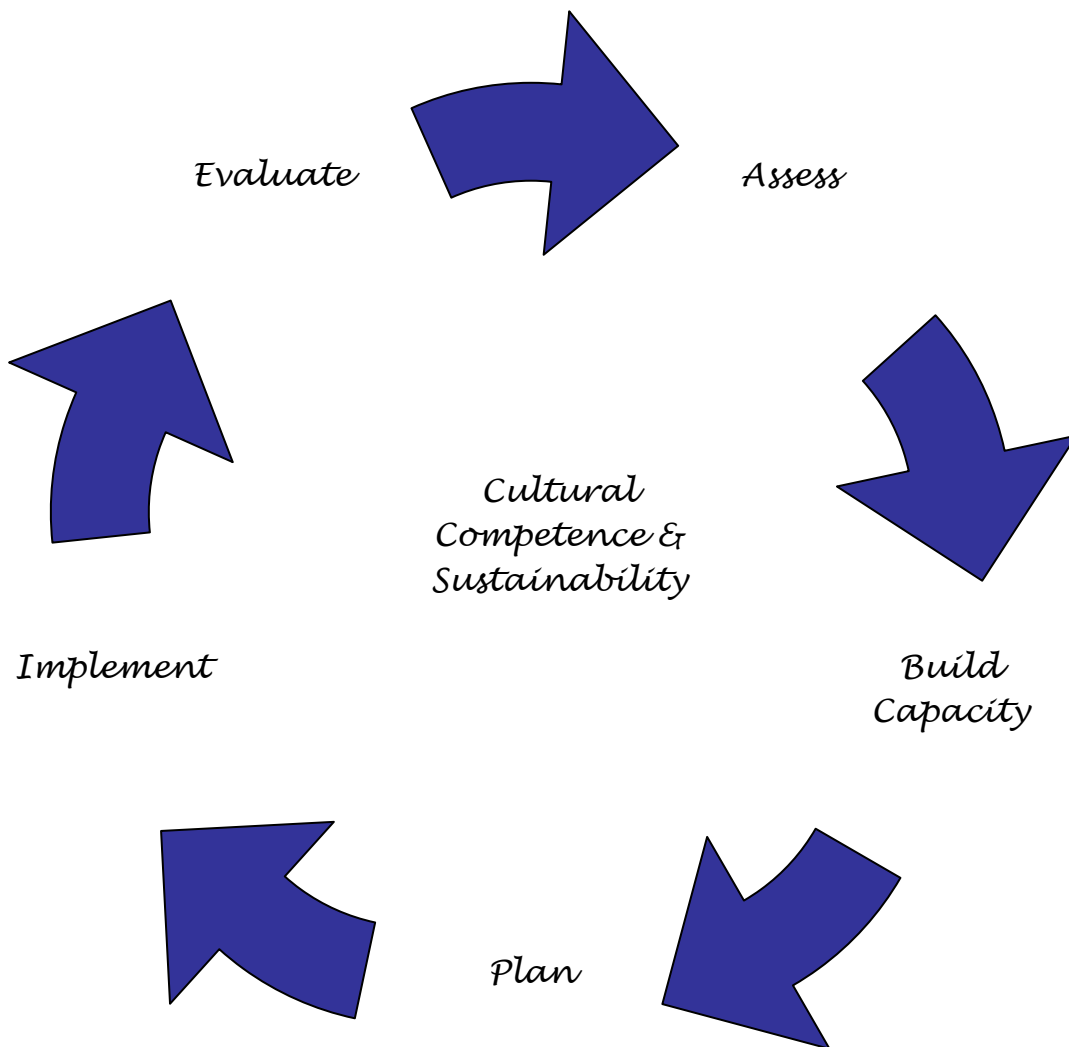 Evaluate
Assess
Cultural
Competence &
Sustainability
Implement
Build
Capacity
Plan